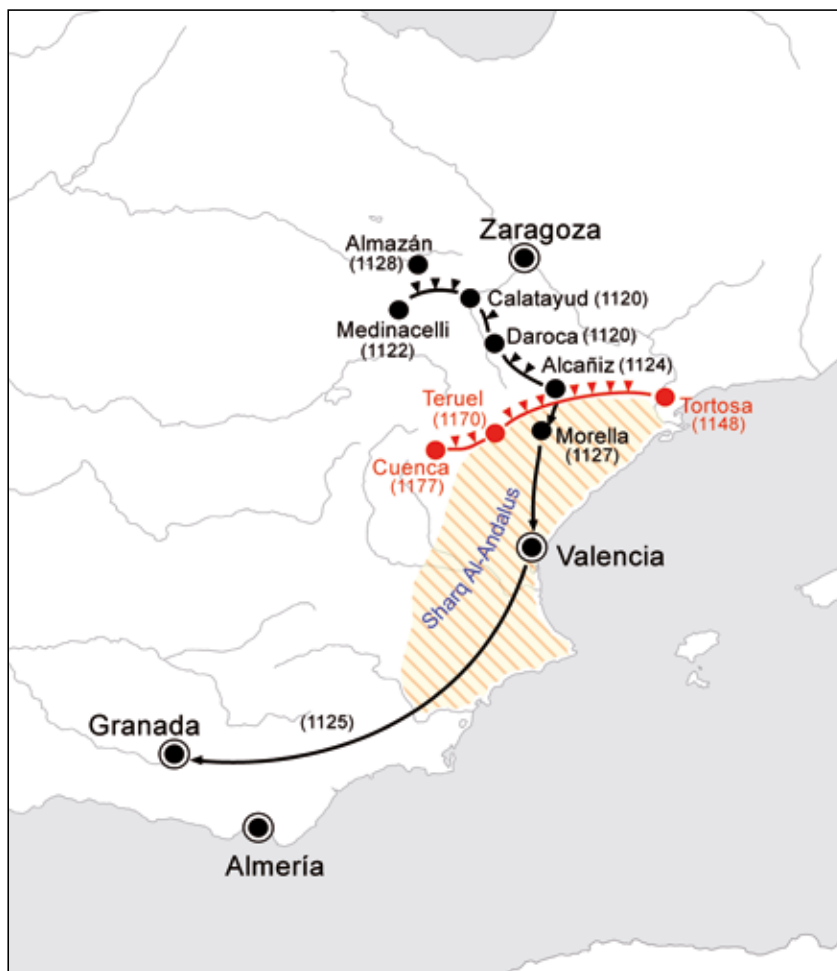 Zaragoza
Almazán
(1128)
Calatayud (1120)
Medinacelli
(1122)
Daroca (1120)
Alcañiz (1124)
Teruel
(1170)
Tortosa
(1148)
Morella
(1127)
Cuenca
(1177)
Sharq Al-Andalus
Valencia
Granada
(1125)
Almería